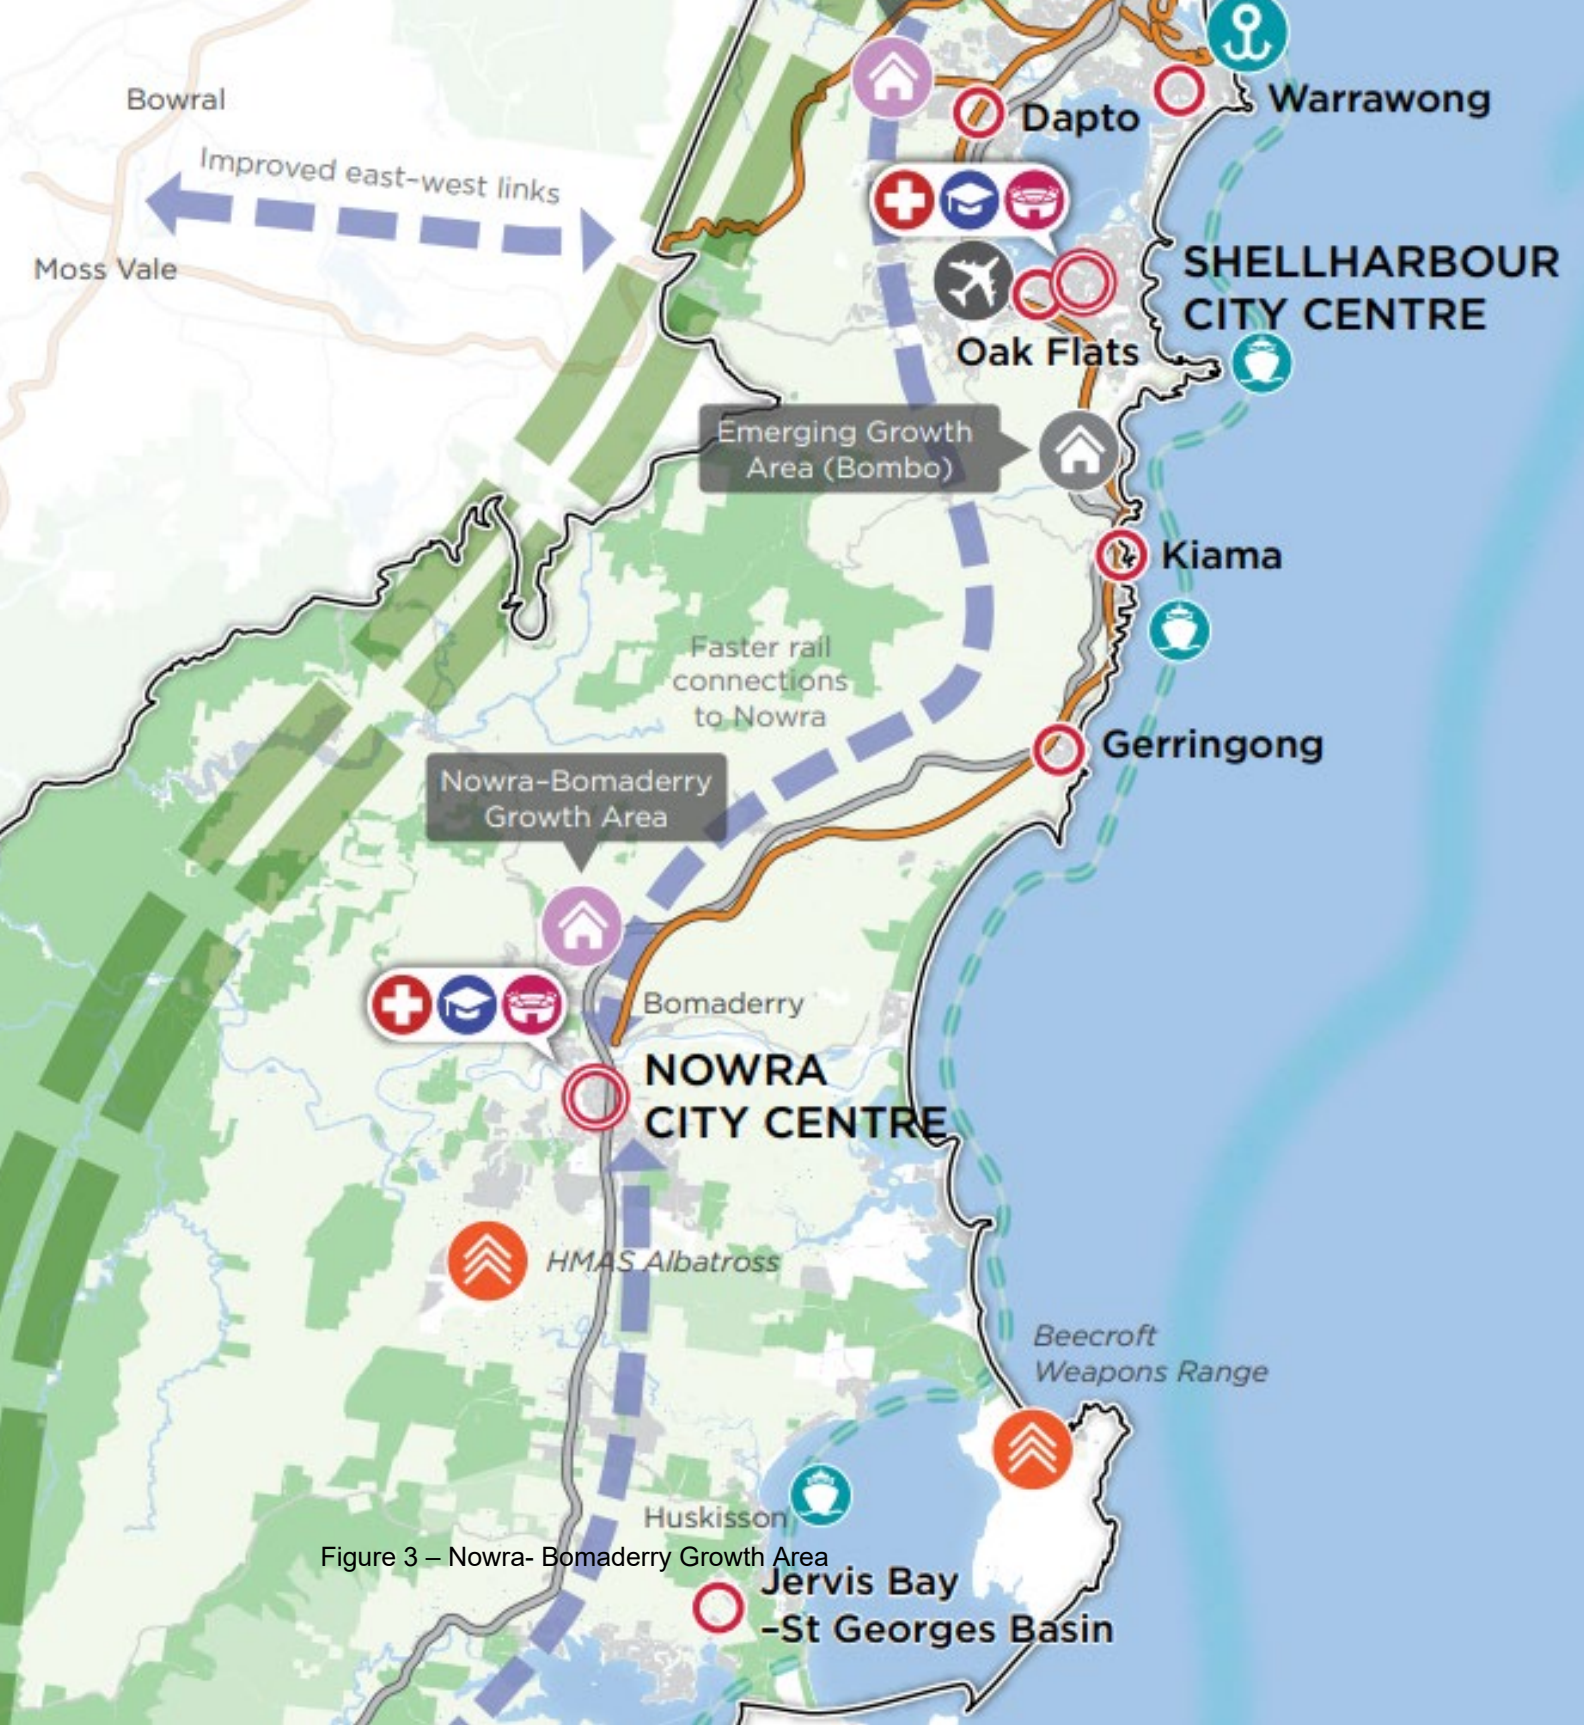 Bowral
Warrawong
Dapto
Improved east–west links
Moss Vale
SHELLHARBOUR
CITY CENTRE
Oak Flats
Emerging Growth
Area (Bombo)
Kiama
Faster rail
connections
to Nowra
Gerringong
Nowra–Bomaderry
Growth Area
Bomaderry
NOWRA
CITY CENTRE
HMAS Albatross
Beecroft
Weapons Range
Huskisson
Figure 3 – Nowra- Bomaderry Growth Area
Jervis Bay
–St Georges Basin